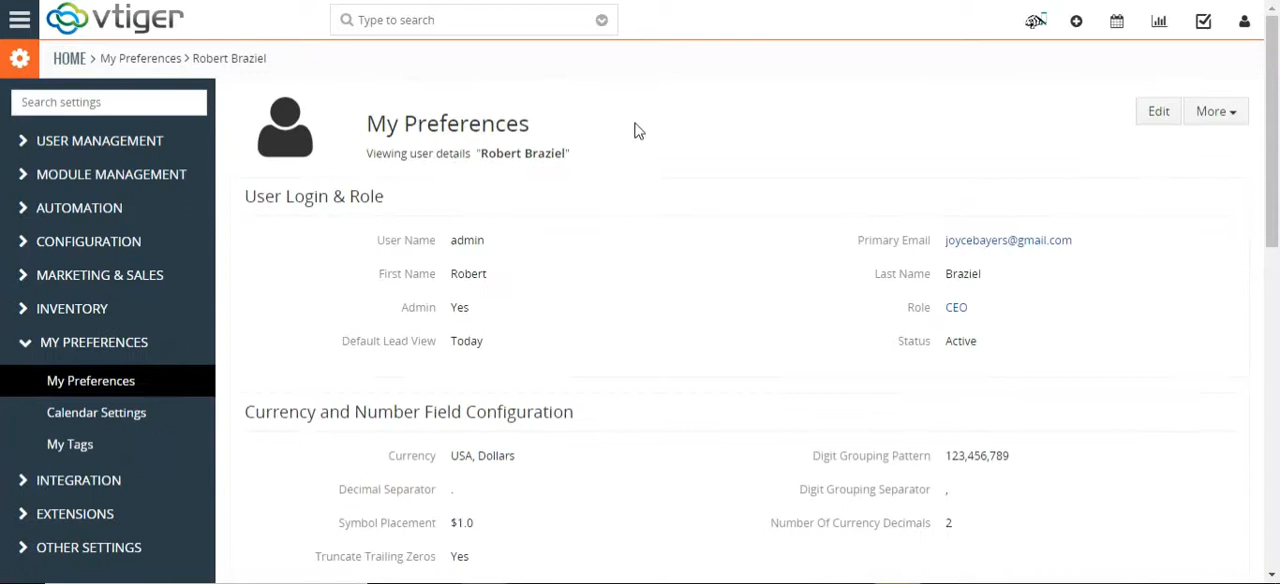 vtiger
Type to search
HOME > My Preferences > Robert Braziel
Search settings
USER MANAGEMENT
MODULE MANAGEMENT
AUTOMATION
CONFIGURATION
MARKETING & SALES
INVENTORY
MY PREFERENCES
My Preferences
Calendar Settings
My Tags
INTEGRATION
EXTENSIONS
OTHER SETTINGS
My Preferences
Edit More
Viewing user details "Robert Braziel"
User Login & Role
User Name admin Primary Email joycebayers@gmail.com
First Name Robert Last Name Braziel
Admin Yes Role CEO
Default Lead View Today Status Active
Currency and Number Field Configuration
Currency USA, Dollars Digit Grouping Pattern 123,456,789
Decimal Separator . Digit Grouping Separator ,
Symbol Placement $1.0 Number Of Currency Decimals 2
Truncate Trailing Zeros Yes